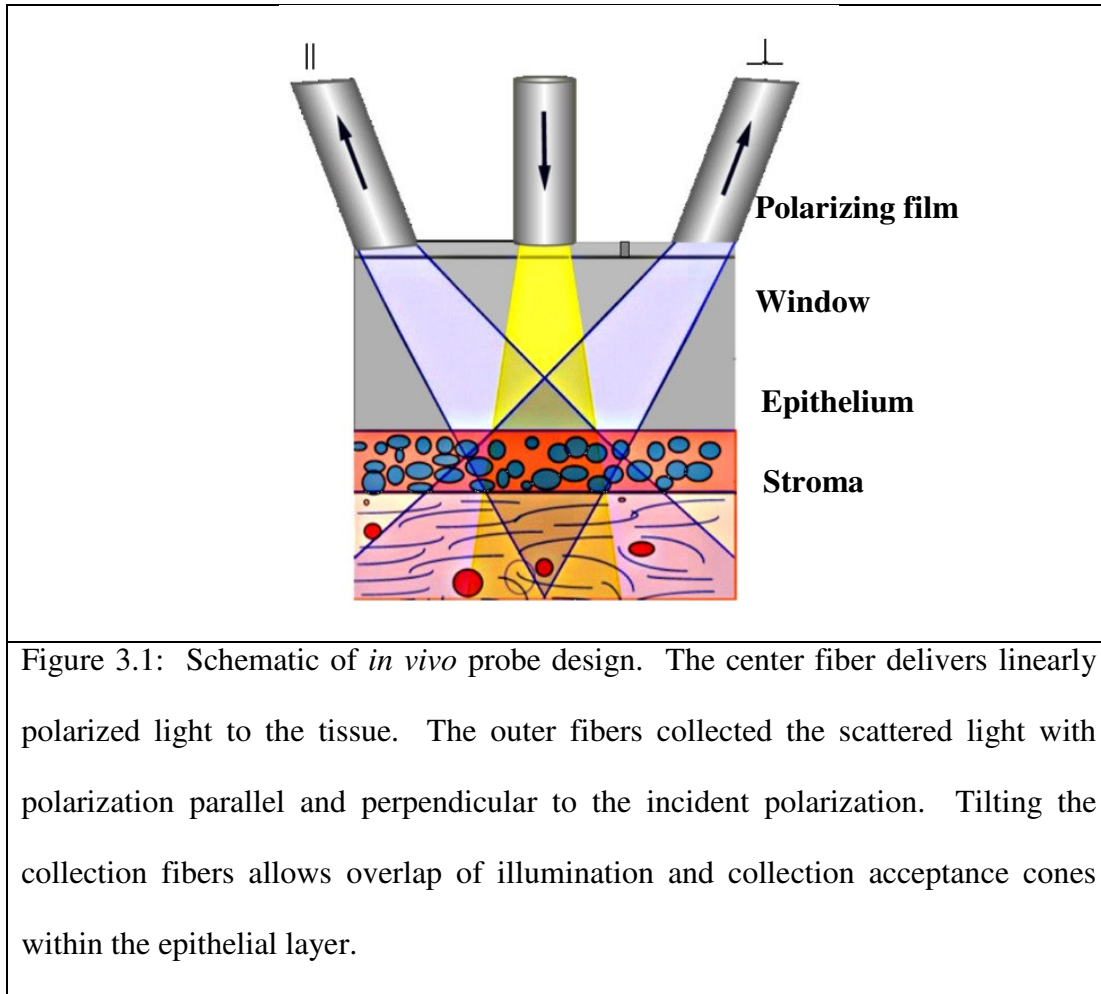 || ⊥
Polarizing film
Window
Epithelium
Stroma
Figure 3.1: Schematic of in vivo probe design. The center fiber delivers linearly
polarized light to the tissue. The outer fibers collected the scattered light with
polarization parallel and perpendicular to the incident polarization. Tilting the
collection fibers allows overlap of illumination and collection acceptance cones
within the epithelial layer.